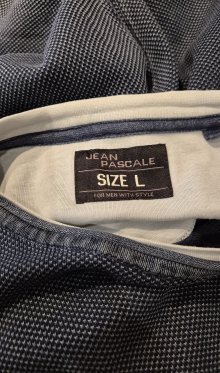 JEAN
PASCALE
SIZE L
FOR MEN WITH STYLE